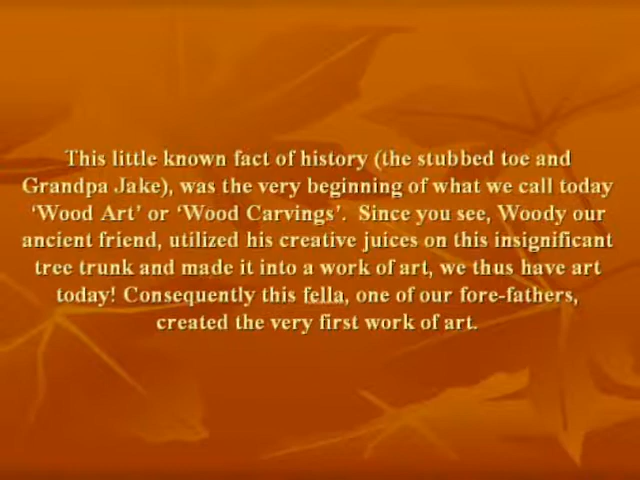 This little known fact of history (the stubbed toe and
Grandpa Jake), was the very beginning of what we call today
‘Wood Art’ or ‘Wood Carvings’.  Since you see, Woody our
ancient friend, utilized his creative juices on this insignificant
tree trunk and made it into a work of art, we thus have art
today! Consequently this fella, one of our fore-fathers,
created the very first work of art.